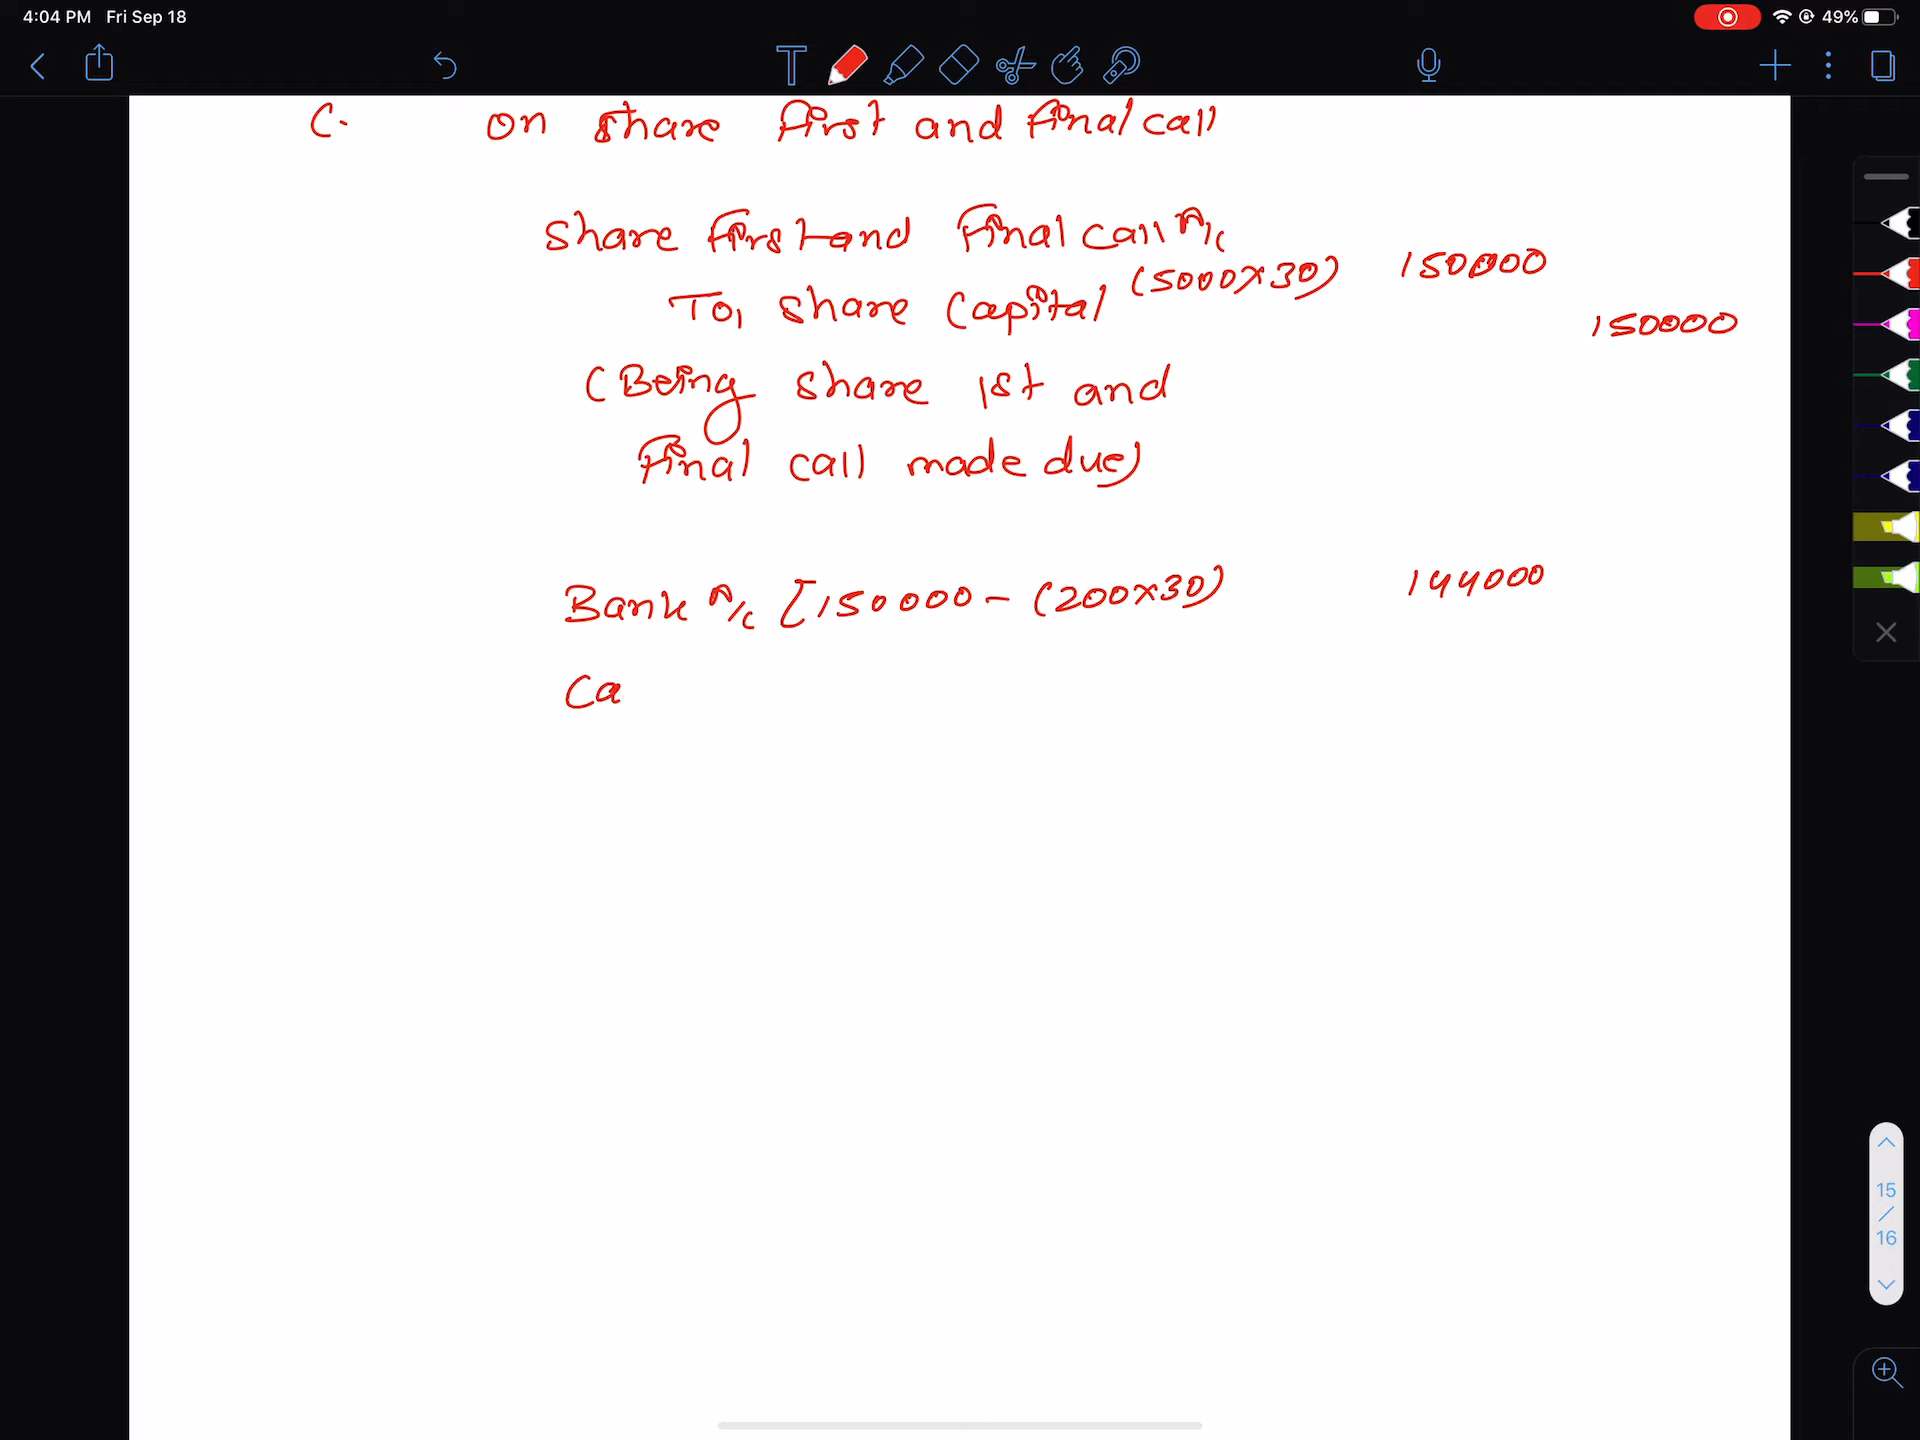 4:04 PM Fri Sep 18
49%
C. on share first and final call
Share first and Final call A/c
(5000x30) 150000
To, share capital
150000
(Being share 1st and
Final call made due)
Bank A/c [150000 - (200x30) 144000
Ca
15
/
16